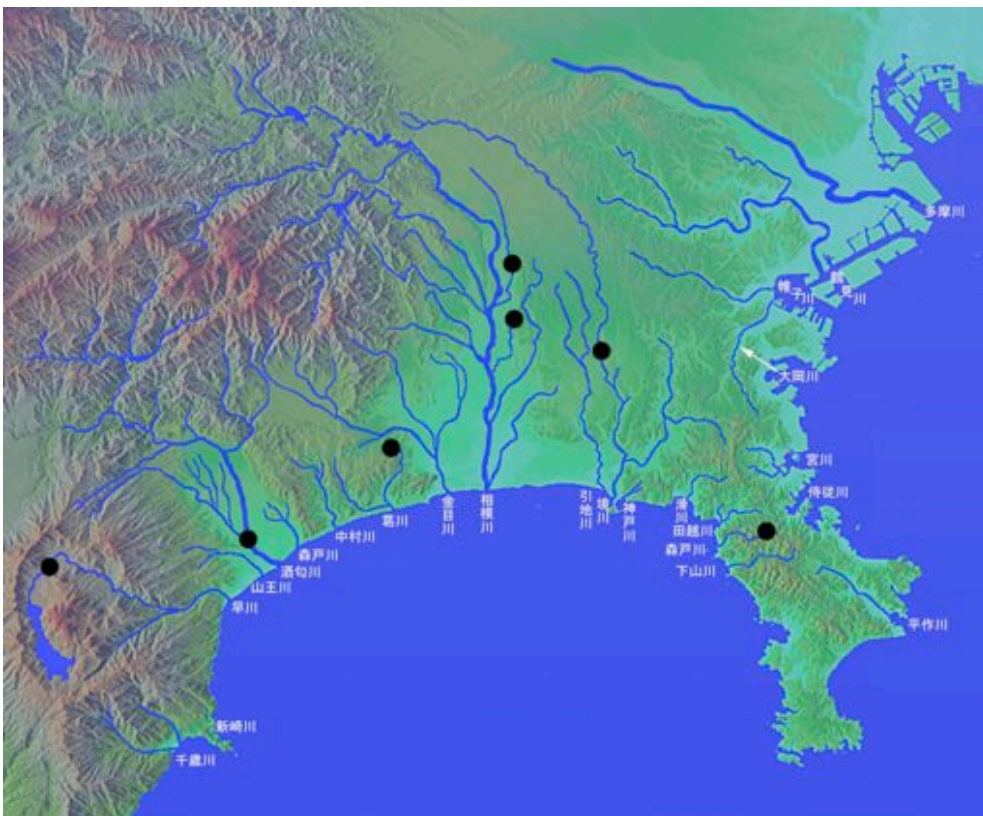 多摩川
鶴見川
帷子川
大岡川
宮川
侍従川
平作川
金目川
相模川
引地川
境川
神戸川
滑川
田越川
森戸川
下山川
葛川
中村川
森戸川
酒匂川
山王川
早川
新崎川
千歳川